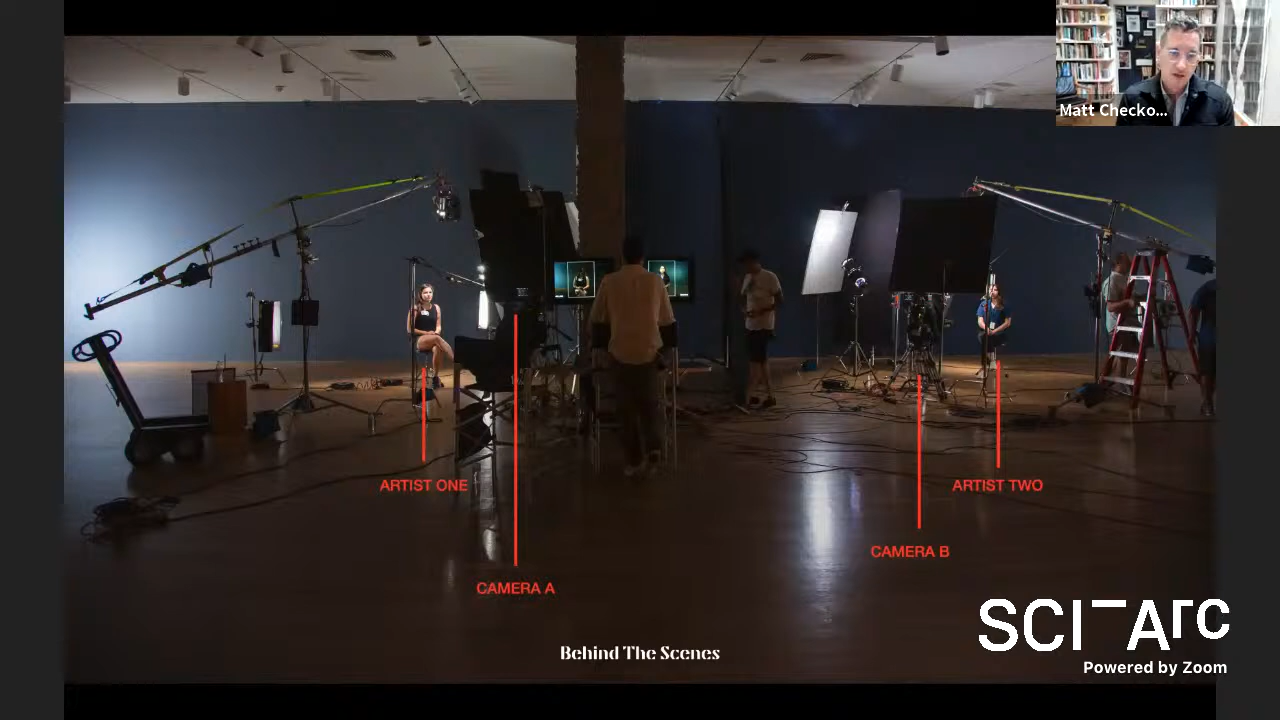 Matt Checko...
ARTIST ONE
ARTIST TWO
CAMERA B
CAMERA A
Behind The Scenes
SCI-Arc
Powered by Zoom